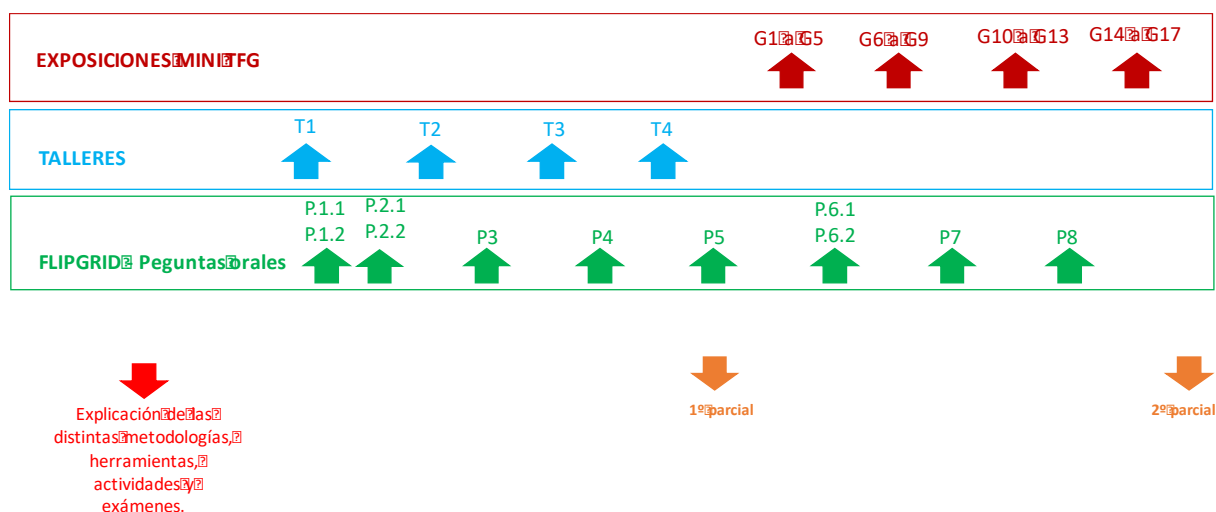 G1 a G5 G6 a G9 G10 a G13 G14 a G17
EXPOSICIONES MINI TFG
T1 T2 T3 T4
TALLERES
P.1.1 P.2.1 P.6.1
P.1.2 P.2.2 P3 P4 P5 P.6.2 P7 P8
FLIPGRID- Peguntas orales
1º parcial 2º parcial
Explicación de las
distintas metodologías,
herramientas,
actividades y
exámenes.